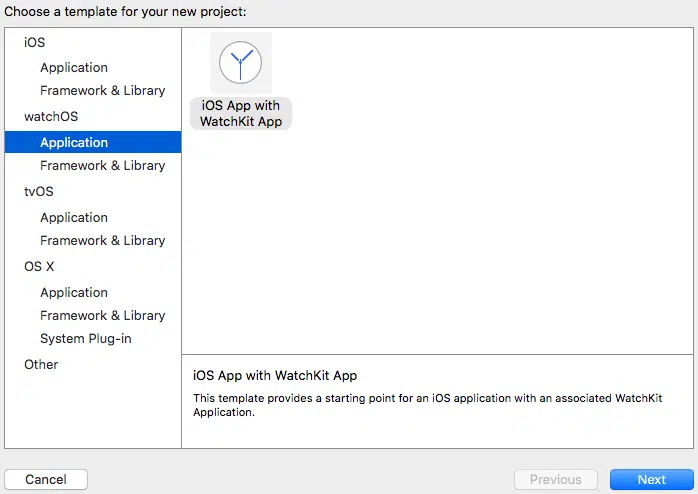 Choose a template for your new project:
iOS
Application
Framework & Library
watchOS
Application
Framework & Library
tvOS
Application
Framework & Library
OS X
Application
Framework & Library
System Plug-in
Other
iOS App with
WatchKit App
iOS App with WatchKit App
This template provides a starting point for an iOS application with an associated WatchKit
Application.
Cancel
Previous
Next